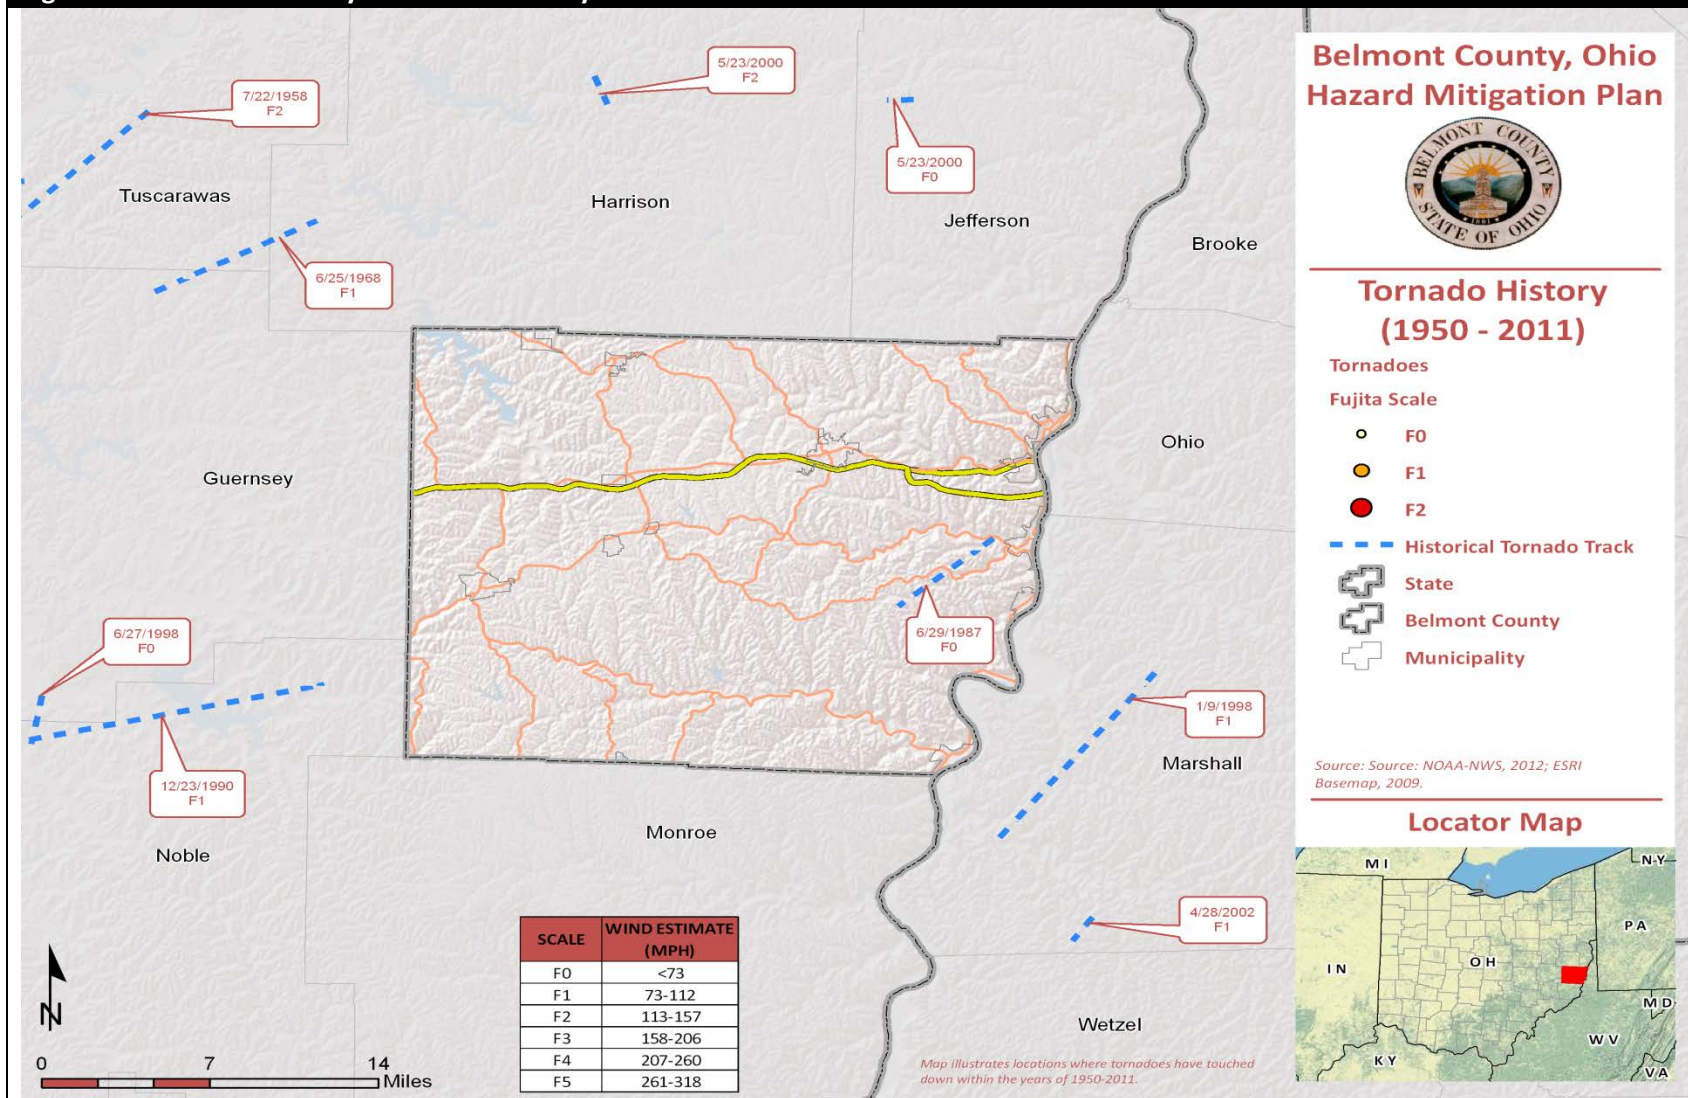 Belmont County, Ohio
Hazard Mitigation Plan
BELMONT COUNTY
STATE OF OHIO
1801
Tornado History
(1950 - 2011)
Tornadoes
Fujita Scale
F0
F1
F2
Historical Tornado Track
State
Belmont County
Municipality
Source: Source: NOAA-NWS, 2012; ESRI
Basemap, 2009.
Locator Map
MI
NY
PA
IN
OH
MD
WV
KY
VA
7/22/1958
F2
5/23/2000
F2
5/23/2000
F0
Tuscarawas
Harrison
Jefferson
Brooke
6/25/1968
F1
Guernsey
Ohio
6/27/1998
F0
6/29/1987
F0
1/9/1998
F1
12/23/1990
F1
Marshall
Noble
Monroe
4/28/2002
F1
Wetzel
SCALE WIND ESTIMATE
(MPH)
F0 <73
F1 73-112
F2 113-157
F3 158-206
F4 207-260
F5 261-318
N
0 7 14
Miles
Map illustrates locations where tornadoes have touched
down within the years of 1950-2011.